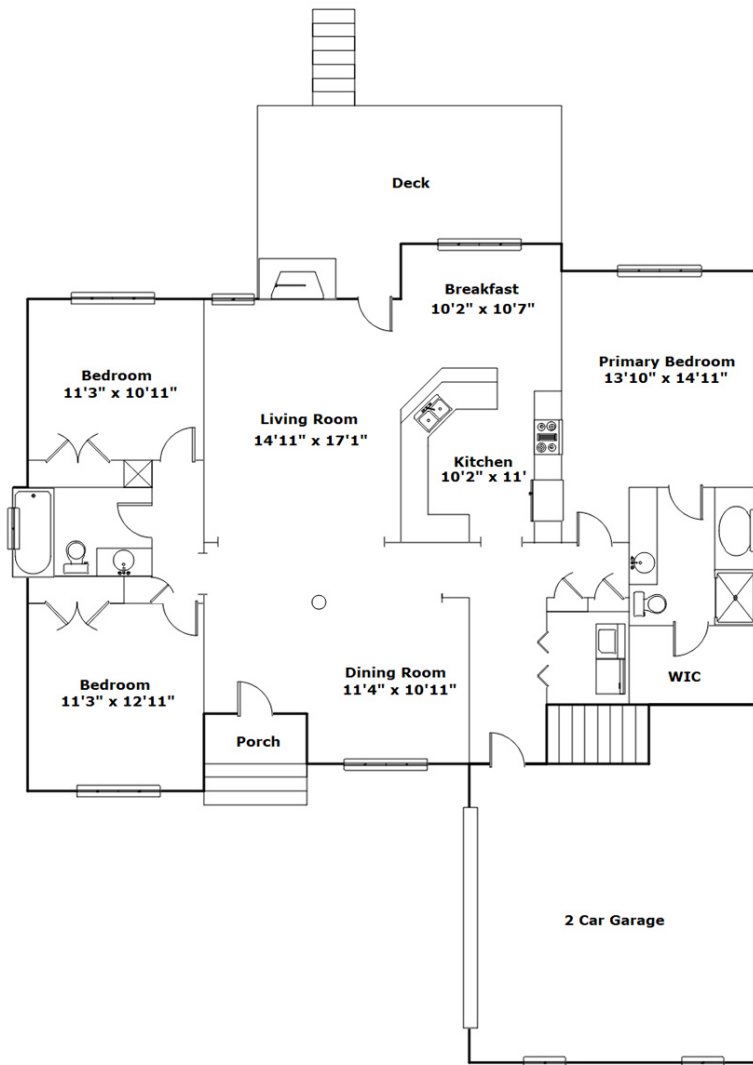 Deck
Breakfast
10'2" x 10'7"
Bedroom
11'3" x 10'11"
Primary Bedroom
13'10" x 14'11"
Living Room
14'11" x 17'1"
Kitchen
10'2" x 11'
Bedroom
11'3" x 12'11"
Dining Room
11'4" x 10'11"
WIC
Porch
2 Car Garage